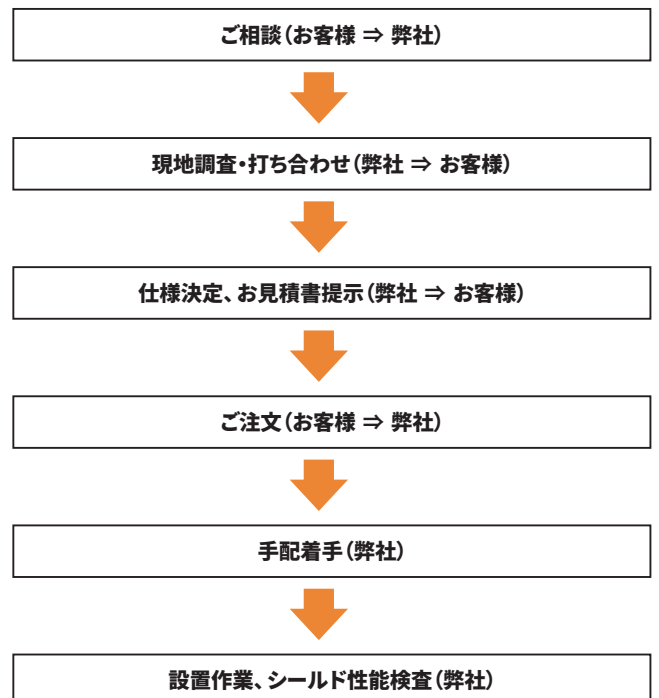 ご相談（お客様 ⇒ 弊社）
現地調査・打ち合わせ（弊社 ⇒ お客様）
仕様決定、お見積書提示（弊社 ⇒ お客様）
ご注文（お客様 ⇒ 弊社）
手配着手（弊社）
設置作業、シールド性能検査（弊社）